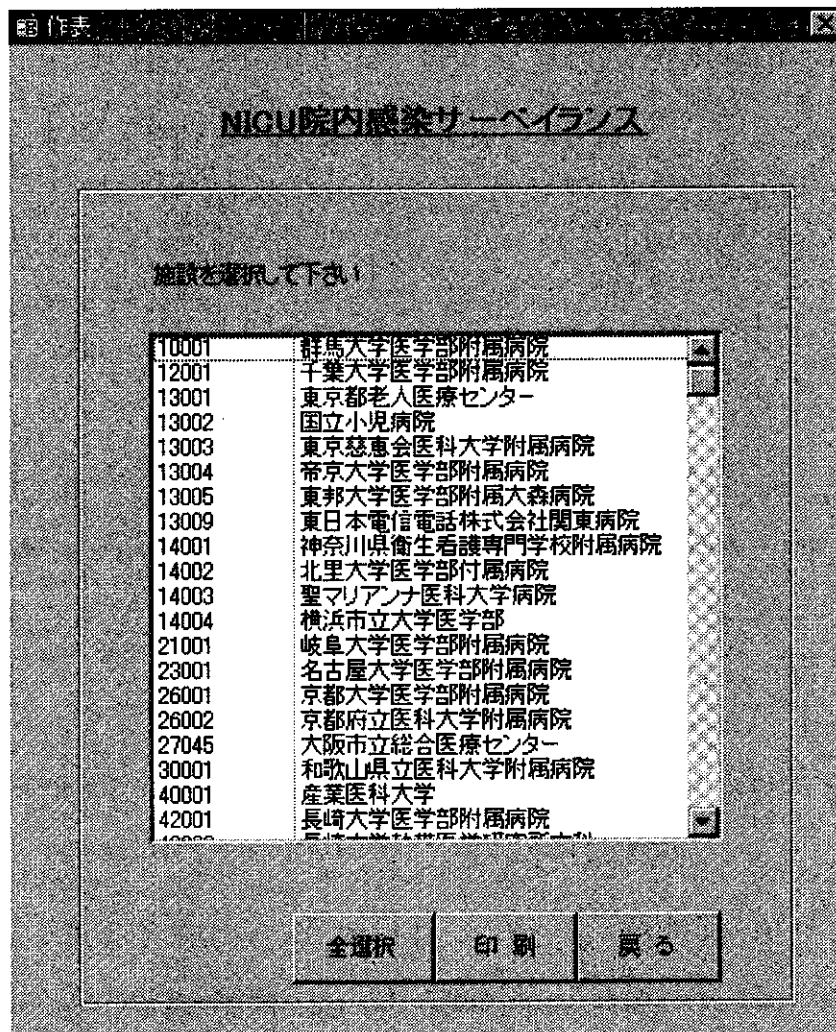 作表
NICU院内感染サーベイランス
施設を選択して下さい
10001 群馬大学医学部附属病院
12001 千葉大学医学部附属病院
13001 東京都老人医療センター
13002 国立小児病院
13003 東京慈恵会医科大学附属病院
13004 帝京大学医学部附属病院
13005 東邦大学医学部附属大森病院
13009 東日本電信電話株式会社関東病院
14001 神奈川県衛生看護専門学校附属病院
14002 北里大学医学部付属病院
14003 聖マリアンナ医科大学病院
14004 横浜市立大学医学部
21001 岐阜大学医学部附属病院
23001 名古屋大学医学部附属病院
26001 京都大学医学部附属病院
26002 京都府立医科大学附属病院
27045 大阪市立総合医療センター
30001 和歌山県立医科大学附属病院
40001 産業医科大学
42001 長崎大学医学部附属病院
全選択 印刷 戻る